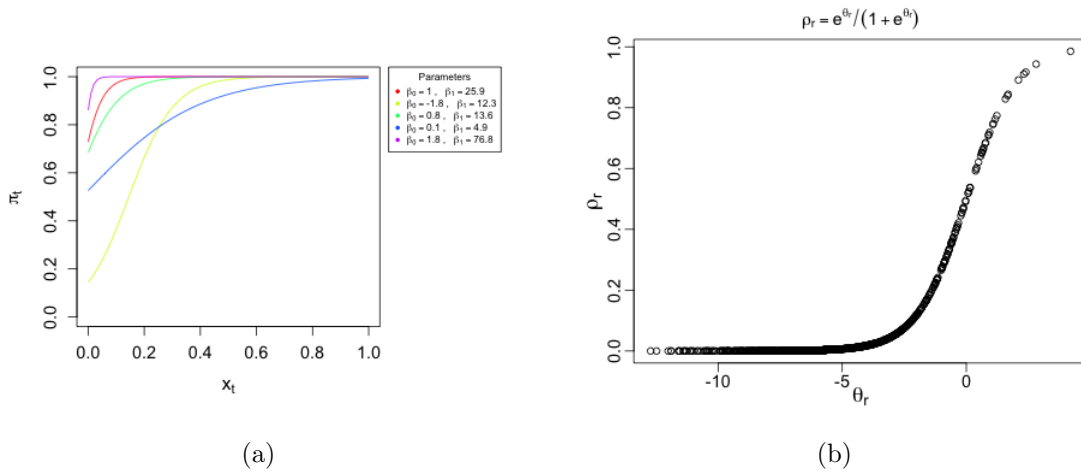 ρr = e^θr/(1 + e^θr)
Parameters
β0 = 1 , β1 = 25.9
β0 = -1.8 , β1 = 12.3
β0 = 0.8 , β1 = 13.6
β0 = 0.1 , β1 = 4.9
β0 = 1.8 , β1 = 76.8
πt
0.0 0.2 0.4 0.6 0.8 1.0
0.0 0.2 0.4 0.6 0.8 1.0
xt
ρr
0.0 0.2 0.4 0.6 0.8 1.0
-10 -5 0
θr
(a)
(b)